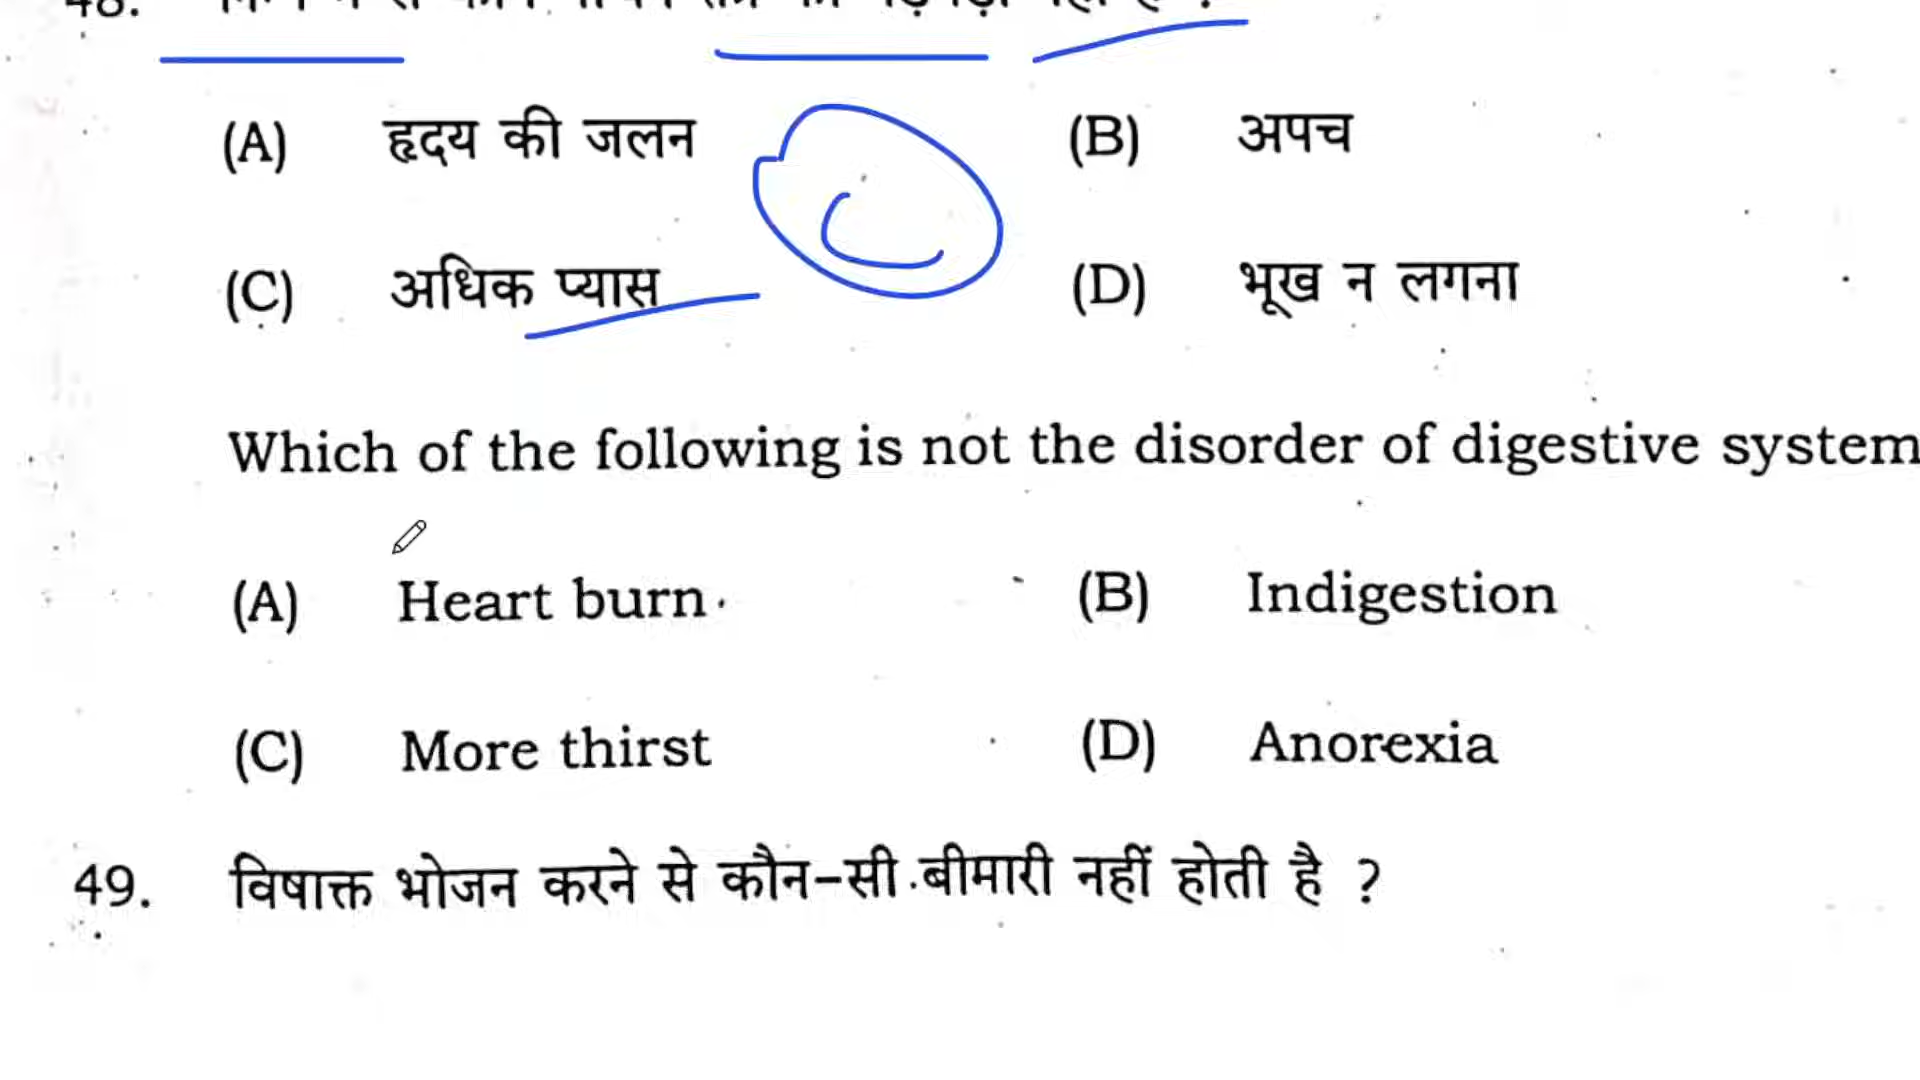 48.
(A) हृदय की जलन (B) अपच
C
(C) अधिक प्यास (D) भूख न लगना
Which of the following is not the disorder of digestive system
(A) Heart burn (B) Indigestion
(C) More thirst (D) Anorexia
49. विषाक्त भोजन करने से कौन-सी बीमारी नहीं होती है ?